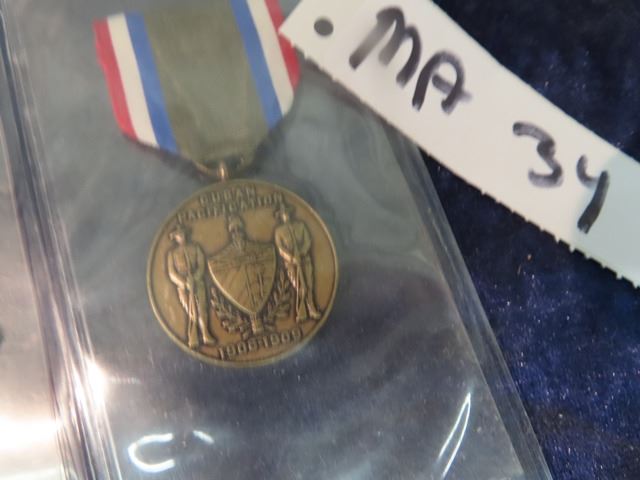 MA 34
CUBAN
PACIFICATION
1906-1909